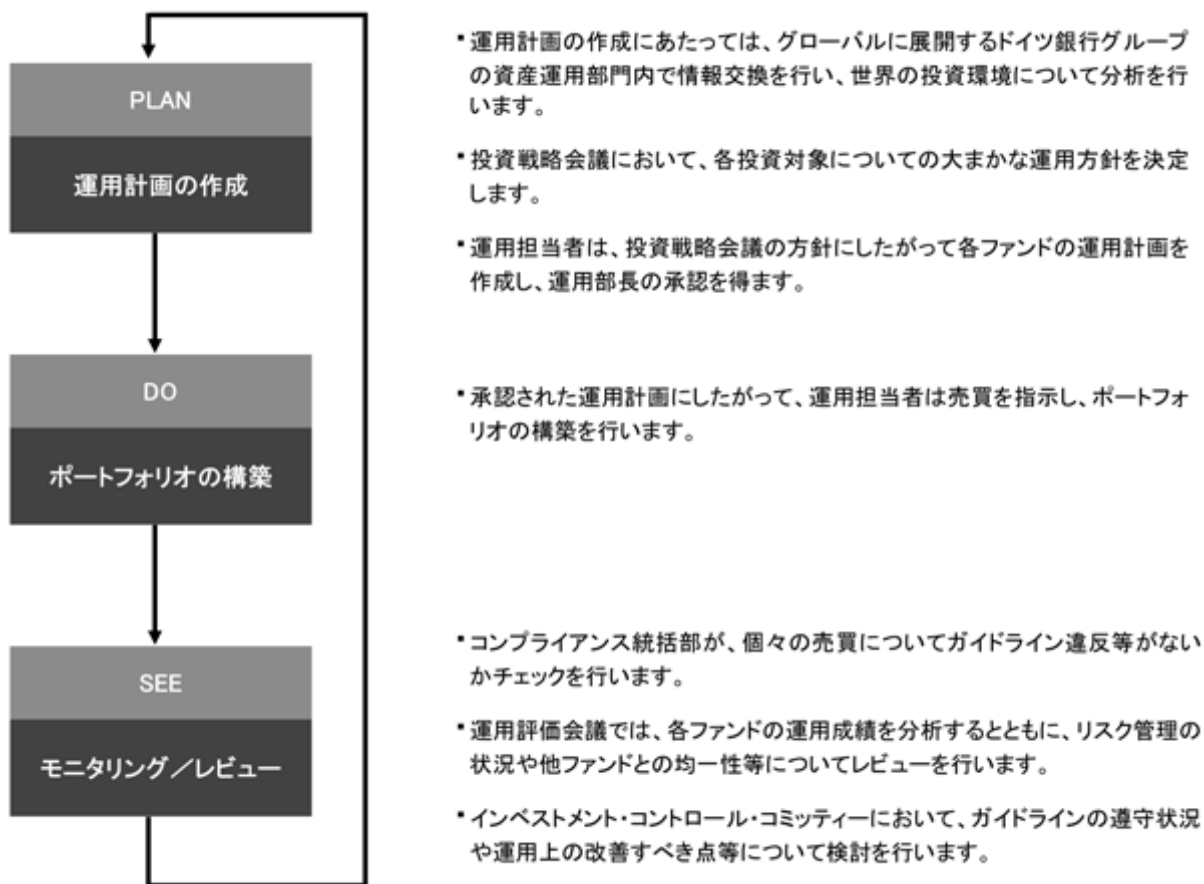 PLAN
運用計画の作成
▪運用計画の作成にあたっては、グローバルに展開するドイツ銀行グループ
の資産運用部門内で情報交換を行い、世界の投資環境について分析を行
います。
▪投資戦略会議において、各投資対象についての大まかな運用方針を決定
します。
▪運用担当者は、投資戦略会議の方針にしたがって各ファンドの運用計画を
作成し、運用部長の承認を得ます。
DO
ポートフォリオの構築
▪承認された運用計画にしたがって、運用担当者は売買を指示し、ポートフォ
リオの構築を行います。
SEE
モニタリング／レビュー
▪コンプライアンス統括部が、個々の売買についてガイドライン違反等がない
かチェックを行います。
▪運用評価会議では、各ファンドの運用成績を分析するとともに、リスク管理の
状況や他ファンドとの均一性等についてレビューを行います。
▪インベストメント・コントロール・コミッティーにおいて、ガイドラインの遵守状況
や運用上の改善すべき点等について検討を行います。